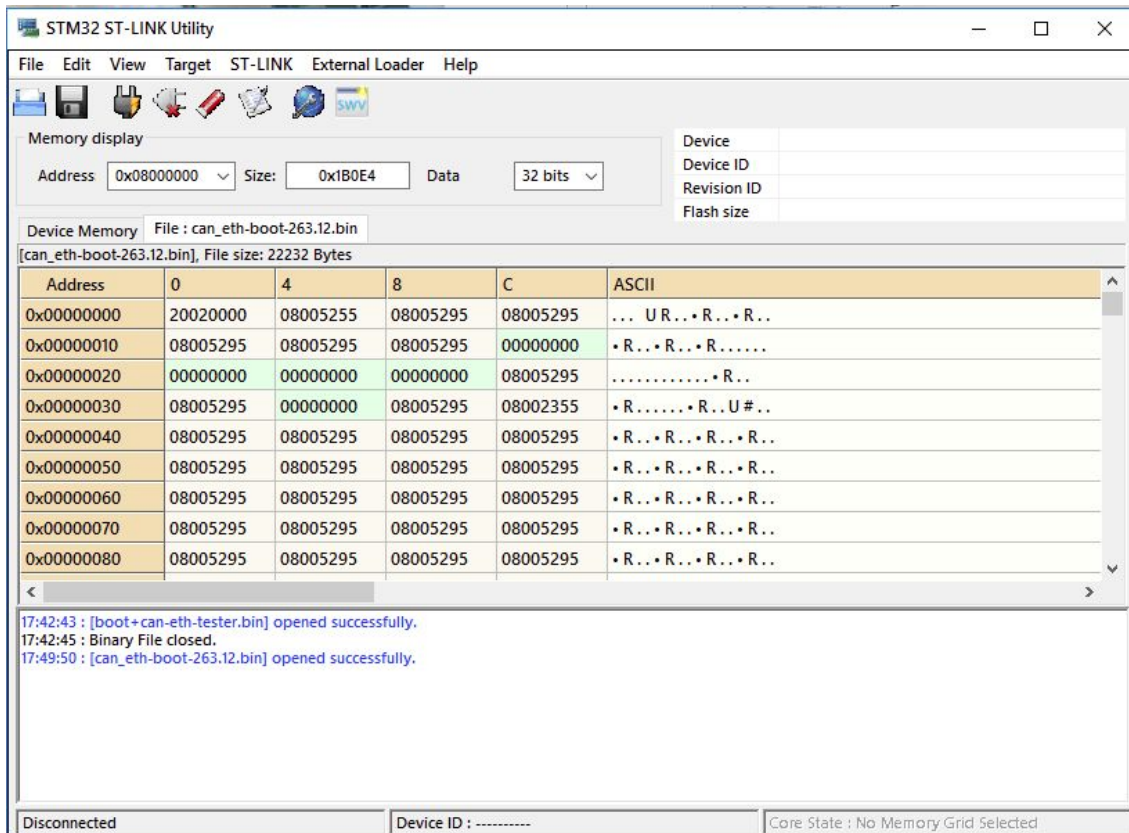 STM32 ST-LINK Utility
File Edit View Target ST-LINK External Loader Help
SWV
Memory display
Address 0x08000000 Size: 0x1B0E4 Data 32 bits
Device
Device ID
Revision ID
Flash size
Device Memory File : can_eth-boot-263.12.bin
[can_eth-boot-263.12.bin], File size: 22232 Bytes
Address 0 4 8 C ASCII
0x00000000 20020000 08005255 08005295 08005295 ... UR..•R..•R..
0x00000010 08005295 08005295 08005295 00000000 •R..•R..•R......
0x00000020 00000000 00000000 00000000 08005295 ............•R..
0x00000030 08005295 00000000 08005295 08002355 •R......•R..U#..
0x00000040 08005295 08005295 08005295 08005295 •R..•R..•R..•R..
0x00000050 08005295 08005295 08005295 08005295 •R..•R..•R..•R..
0x00000060 08005295 08005295 08005295 08005295 •R..•R..•R..•R..
0x00000070 08005295 08005295 08005295 08005295 •R..•R..•R..•R..
0x00000080 08005295 08005295 08005295 08005295 •R..•R..•R..•R..
17:42:43 : [boot+can-eth-tester.bin] opened successfully.
17:42:45 : Binary File closed.
17:49:50 : [can_eth-boot-263.12.bin] opened successfully.
Disconnected Device ID : ---------- Core State : No Memory Grid Selected